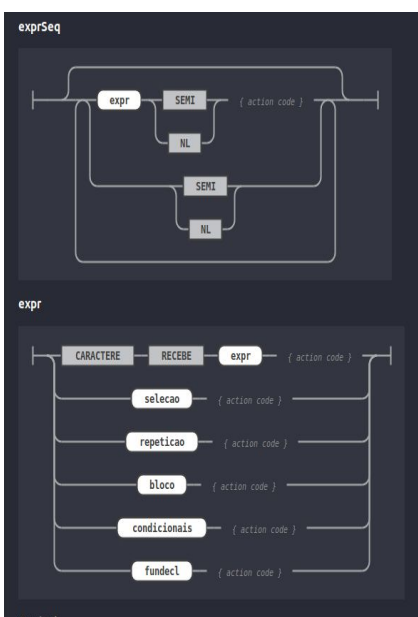 exprSeq
expr SEMI { action code }
NL
SEMI
NL
expr
CARACTERE RECEBE expr { action code }
selecao { action code }
repeticao { action code }
bloco { action code }
condicionais { action code }
fundecl { action code }